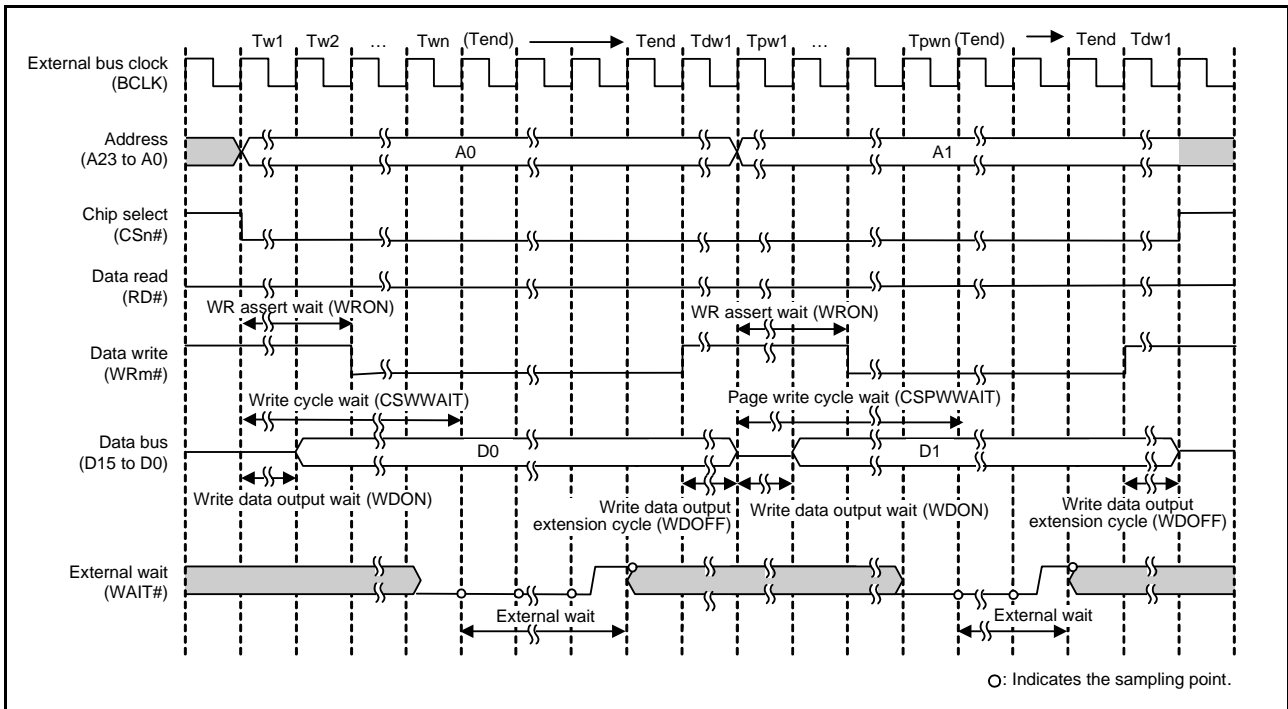 Tw1 Tw2 ... Twn (Tend) Tend Tdw1 Tpw1 ... Tpwn (Tend) Tend Tdw1
External bus clock
(BCLK)
Address
(A23 to A0)
A0
A1
Chip select
(CSn#)
Data read
(RD#)
WR assert wait (WRON)
WR assert wait (WRON)
Data write
(WRm#)
Write cycle wait (CSWWAIT)
Page write cycle wait (CSPWWAIT)
Data bus
(D15 to D0)
D0
D1
Write data output wait (WDON)
Write data output
extension cycle (WDOFF)
Write data output wait (WDON)
Write data output
extension cycle (WDOFF)
External wait
(WAIT#)
External wait
External wait
: Indicates the sampling point.